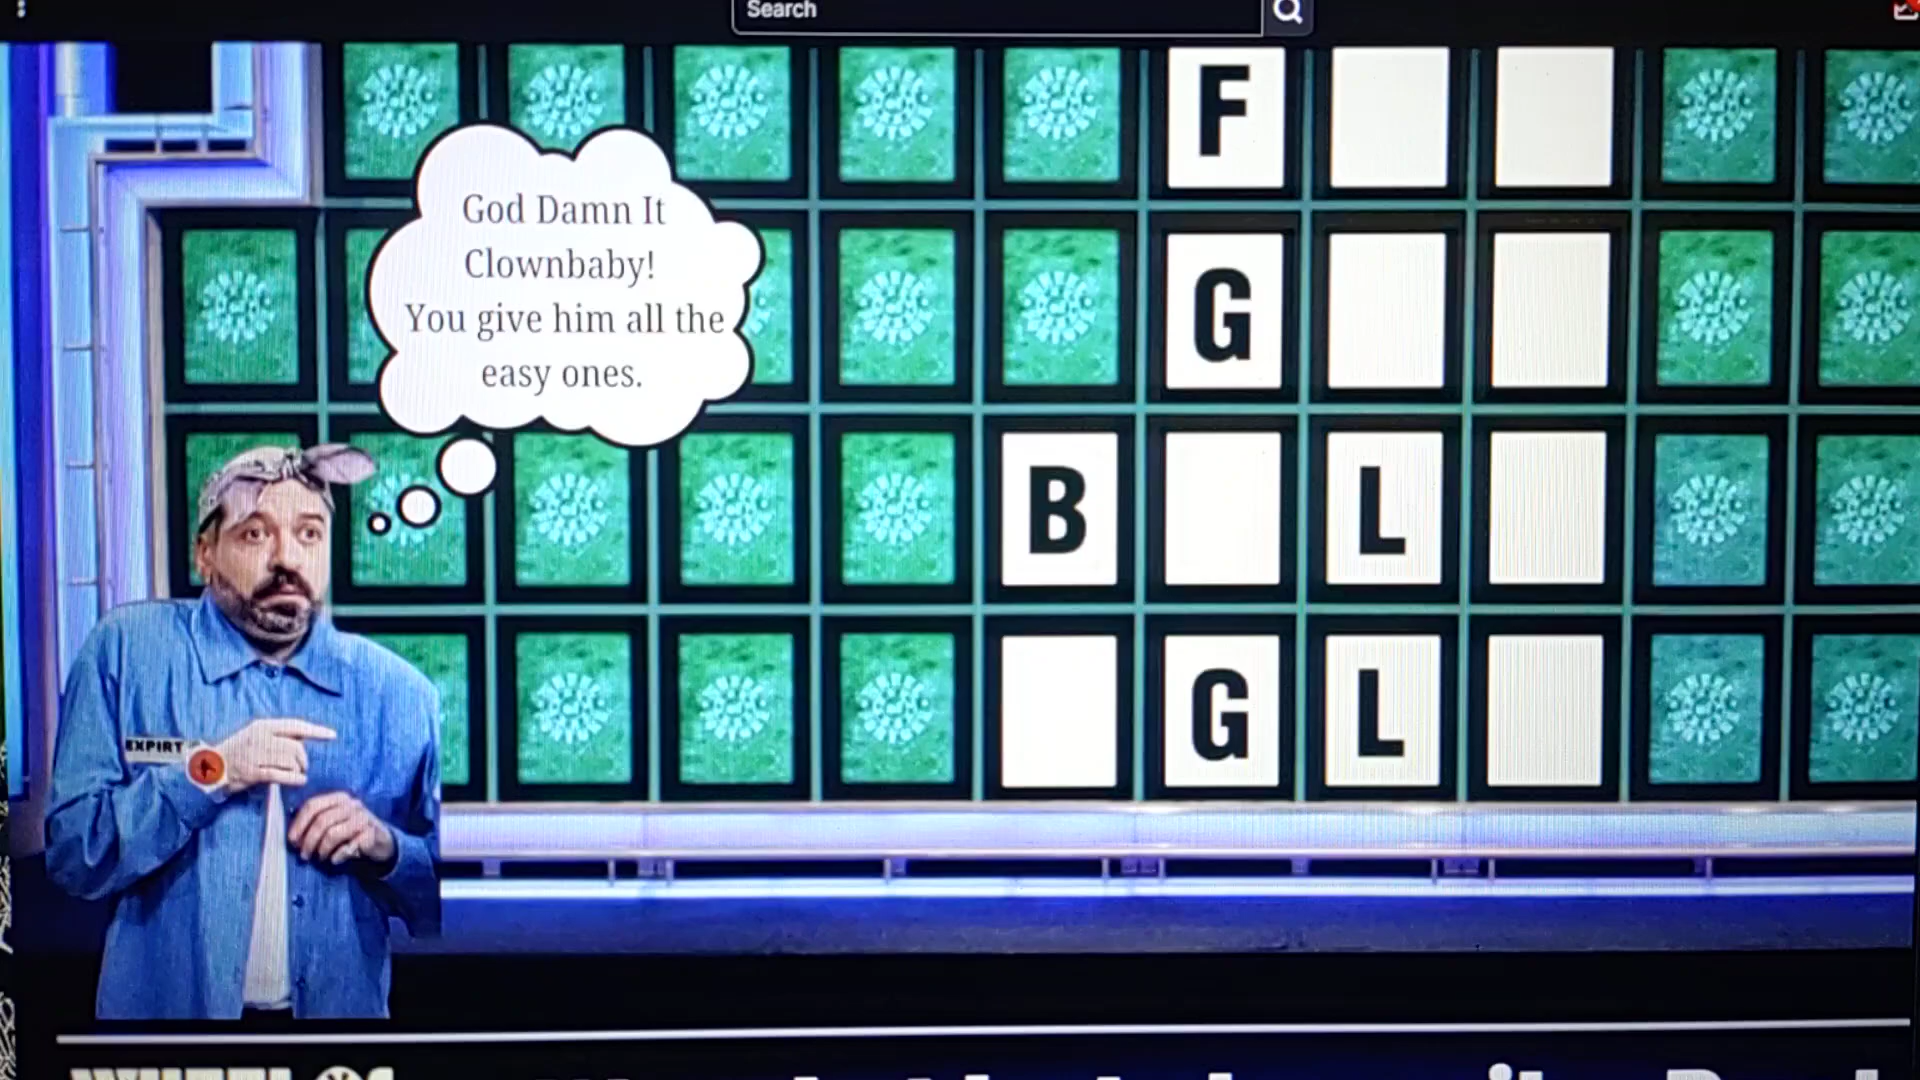 Search
F
God Damn It
Clownbaby!
You give him all the
easy ones.
G
B L
G L
EXPIRT